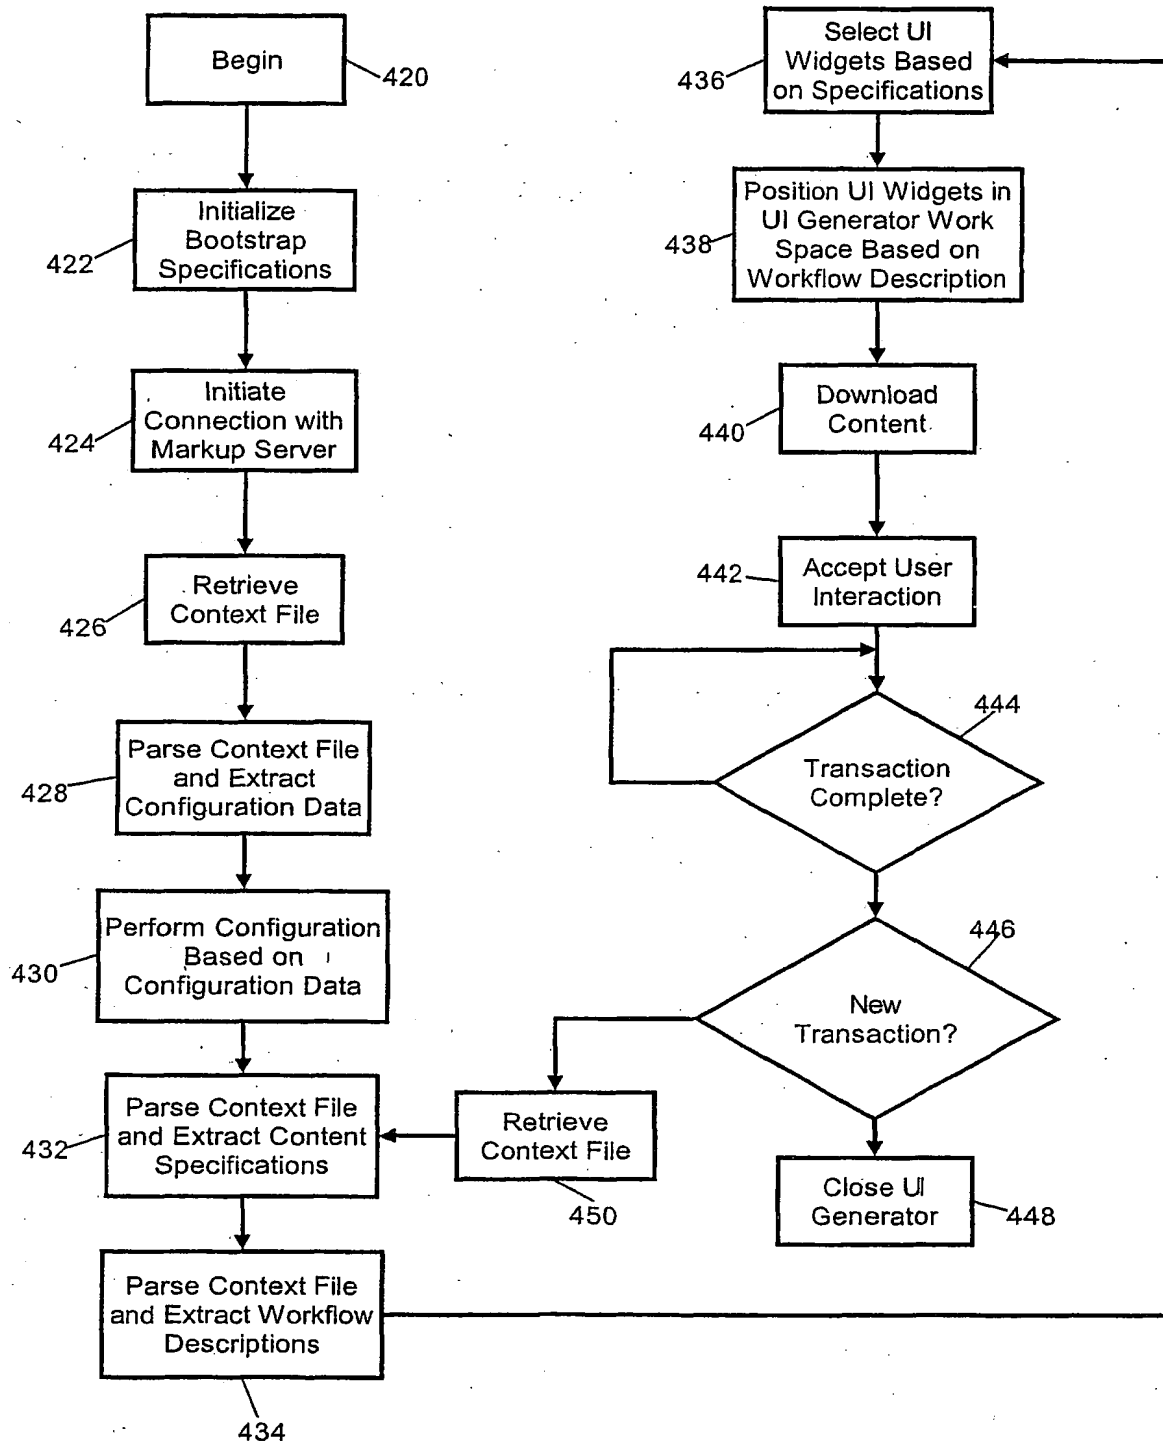 Begin
420
Initialize
Bootstrap
Specifications
422
Initiate
Connection with
Markup Server
424
Retrieve
Context File
426
Parse Context File
and Extract
Configuration Data
428
Perform Configuration
Based on
Configuration Data
430
Parse Context File
and Extract Content
Specifications
432
Parse Context File
and Extract Workflow
Descriptions
434
Select UI
Widgets Based
on Specifications
436
Position UI Widgets in
UI Generator Work
Space Based on
Workflow Description
438
Download
Content
440
Accept User
Interaction
442
Transaction
Complete?
444
New
Transaction?
446
Retrieve
Context File
450
Close UI
Generator
448